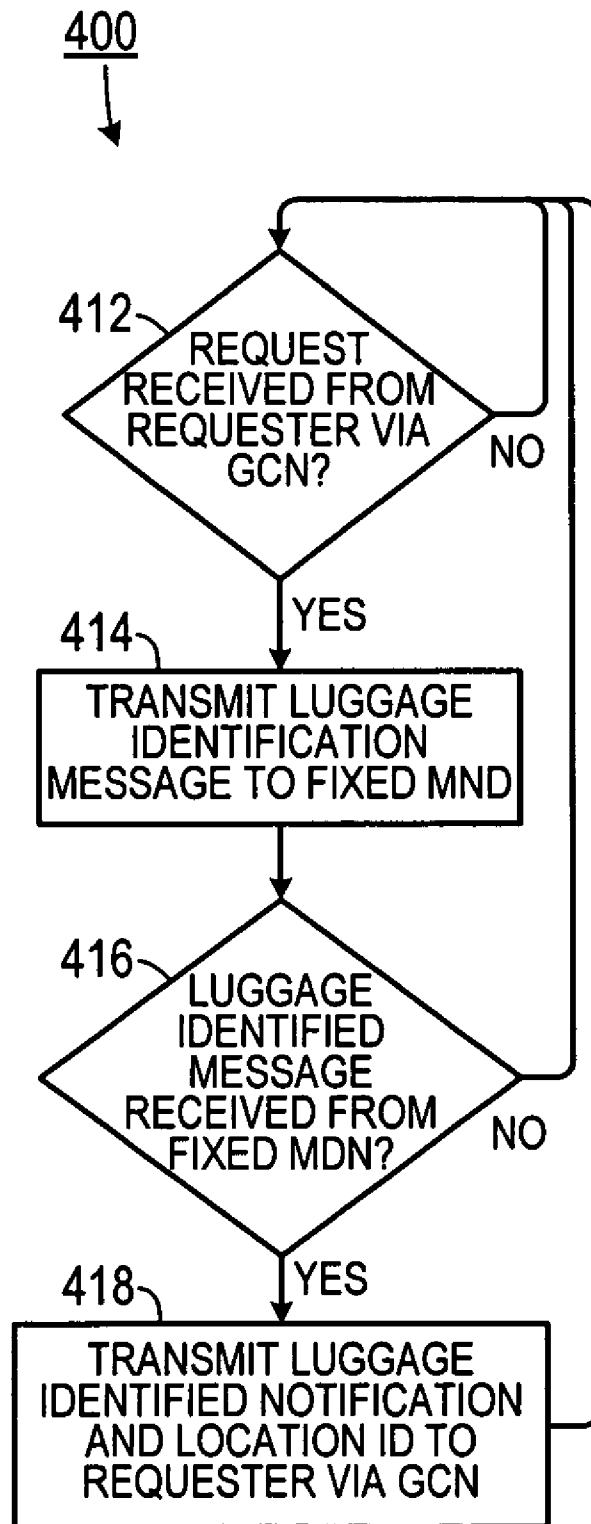 400
412
REQUEST
RECEIVED FROM
REQUESTER VIA
GCN?
NO
YES
414
TRANSMIT LUGGAGE
IDENTIFICATION
MESSAGE TO FIXED MND
416
LUGGAGE
IDENTIFIED
MESSAGE
RECEIVED FROM
FIXED MDN?
NO
YES
418
TRANSMIT LUGGAGE
IDENTIFIED NOTIFICATION
AND LOCATION ID TO
REQUESTER VIA GCN